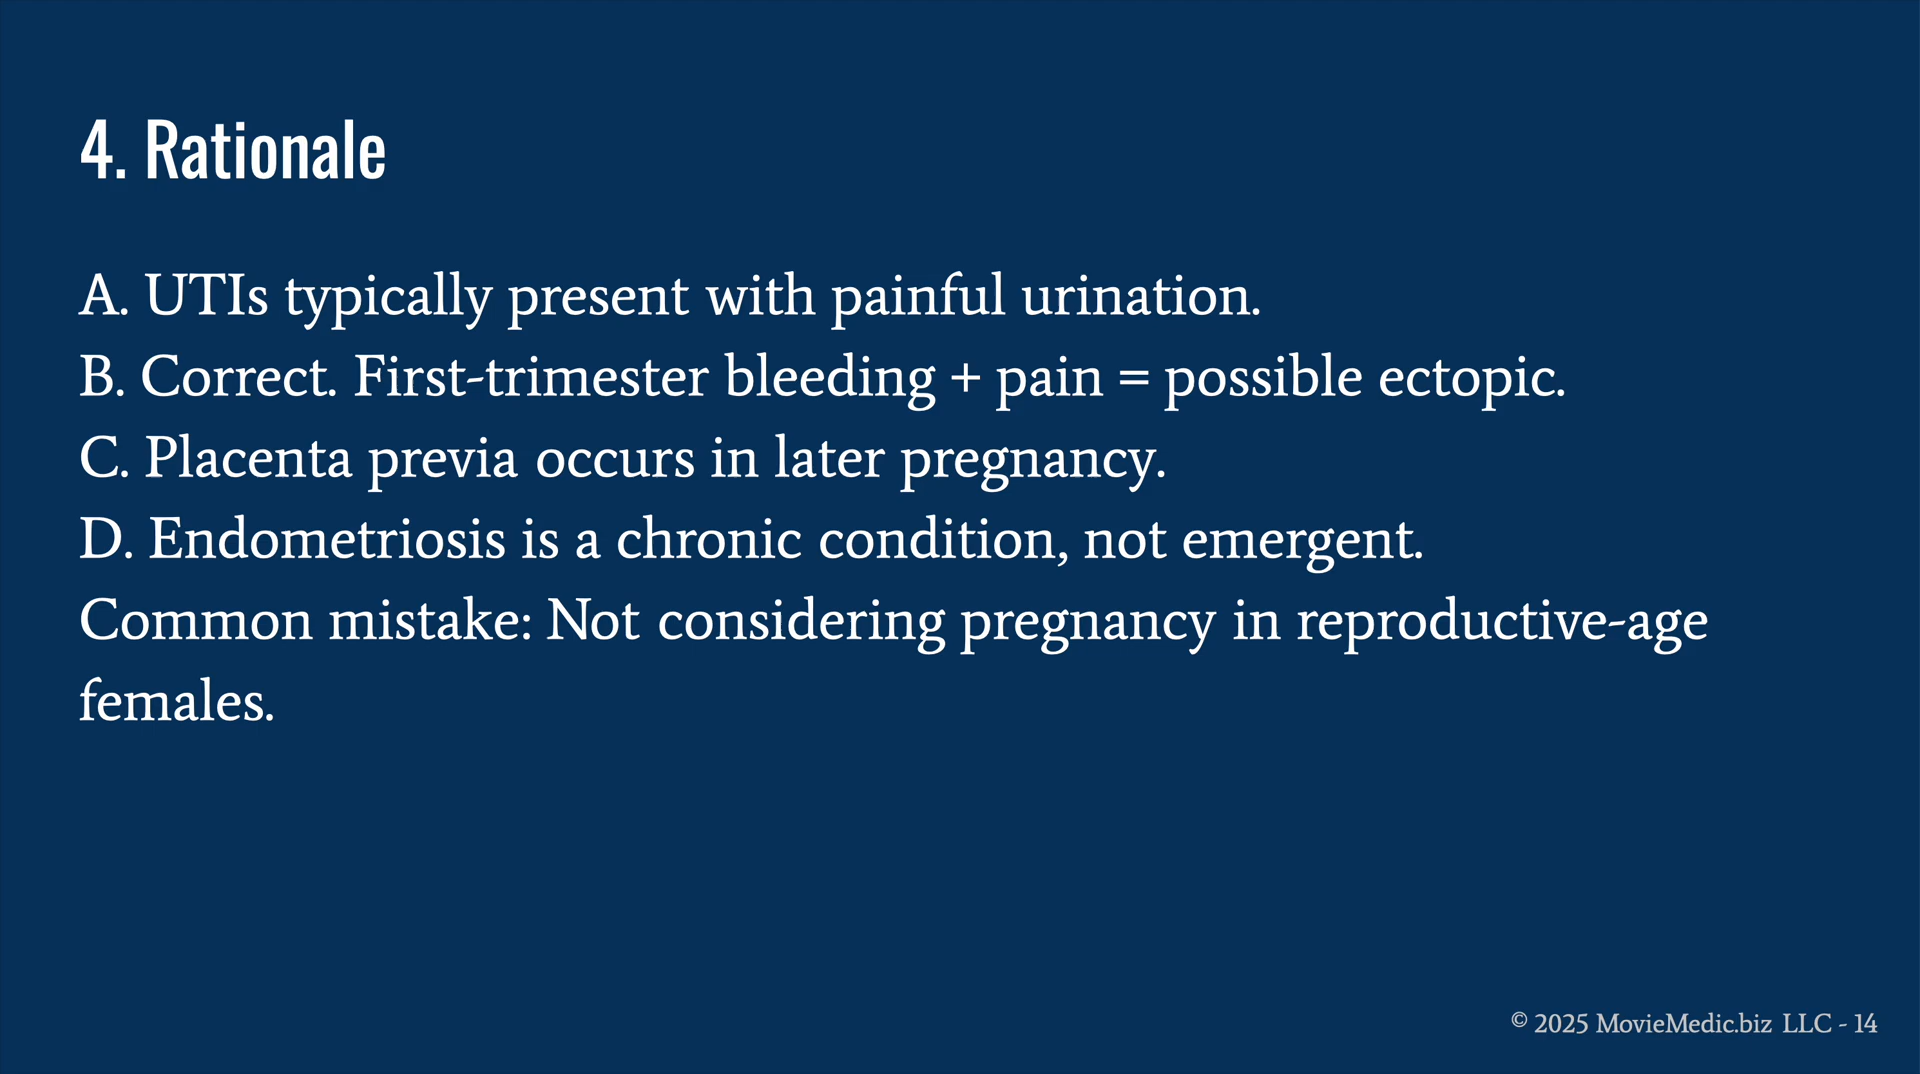 4. Rationale
A. UTIs typically present with painful urination.
B. Correct. First-trimester bleeding + pain = possible ectopic.
C. Placenta previa occurs in later pregnancy.
D. Endometriosis is a chronic condition, not emergent.
Common mistake: Not considering pregnancy in reproductive-age
females.
© 2025 MovieMedic.biz LLC - 14